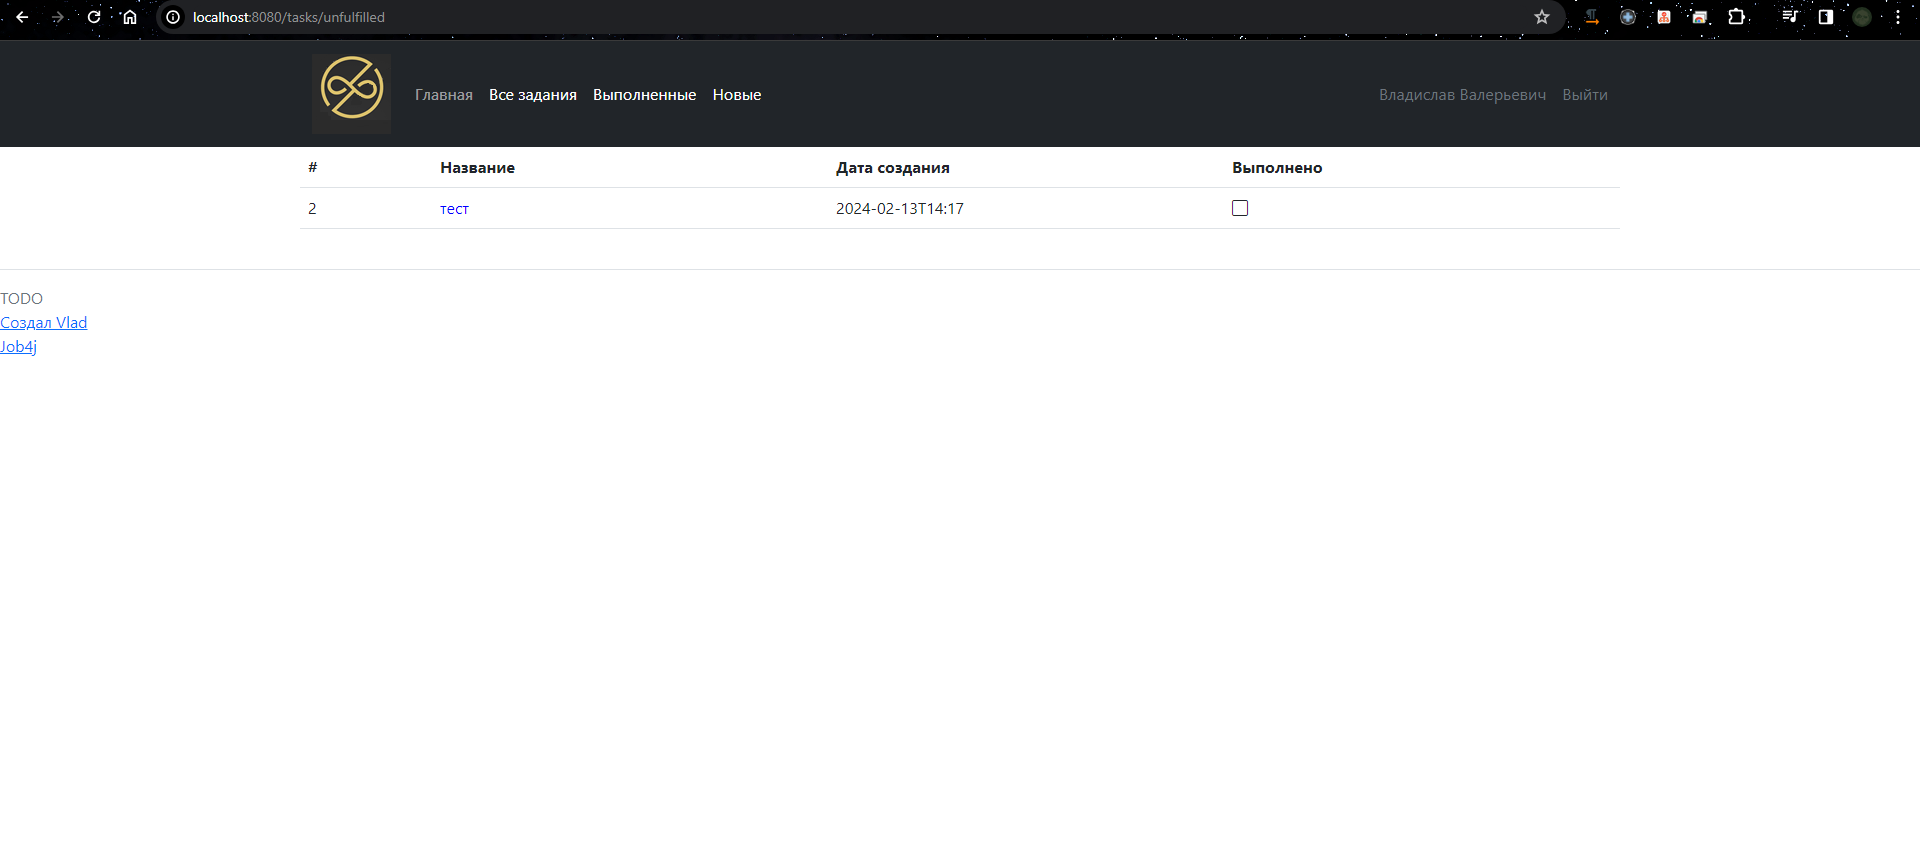 localhost:8080/tasks/unfulfilled
Главная Все задания Выполненные Новые Владислав Валерьевич Выйти
# Название Дата создания Выполнено
2 тест 2024-02-13T14:17
TODO
Создал Vlad
Job4j